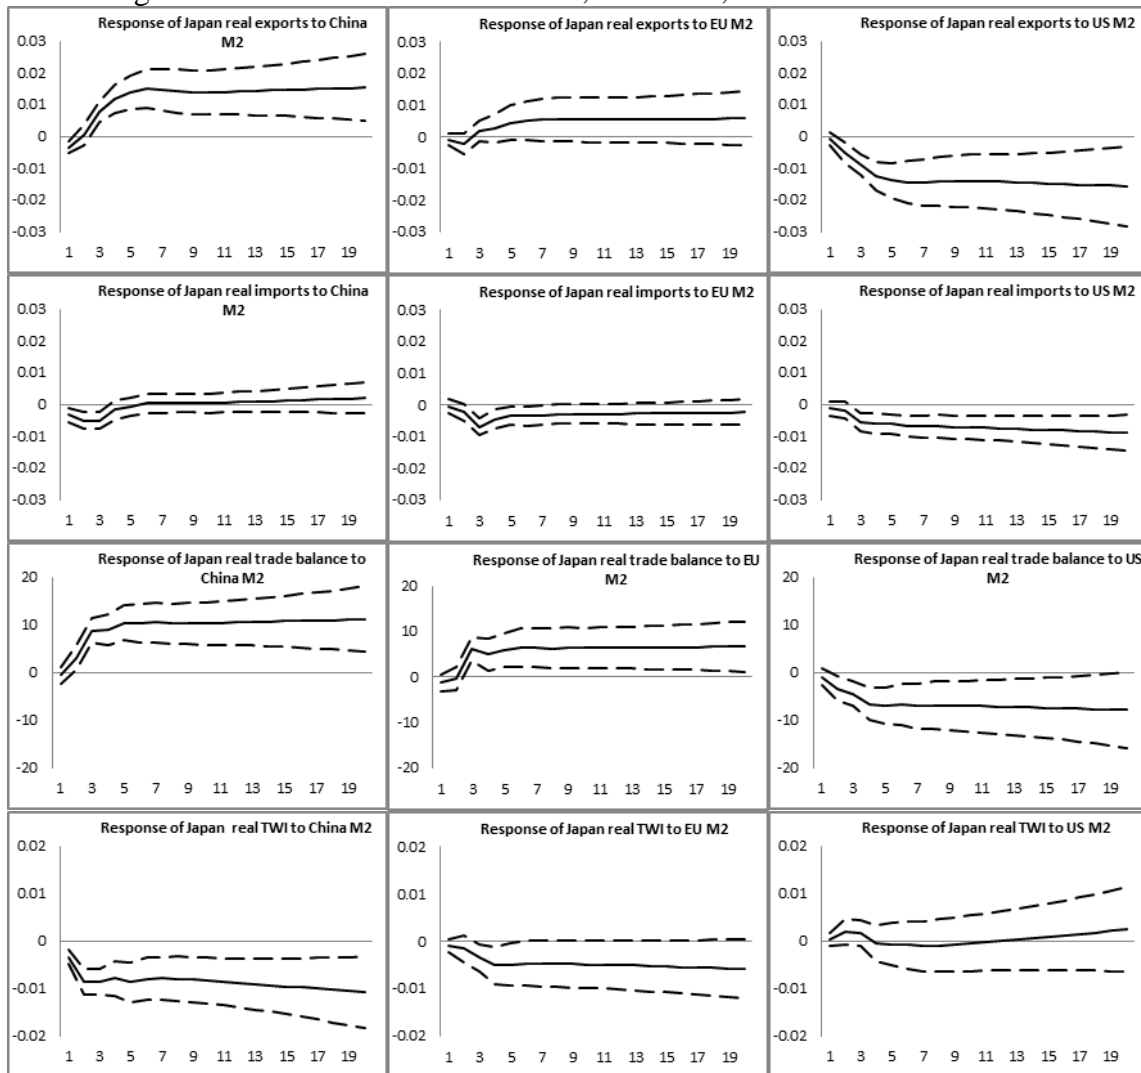 Response of Japan real exports to China
M2
0.03
0.02
0.01
0
-0.01
-0.02
-0.03
1 3 5 7 9 11 13 15 17 19
Response of Japan real exports to EU M2
0.03
0.02
0.01
0
-0.01
-0.02
-0.03
1 3 5 7 9 11 13 15 17 19
Response of Japan real exports to US M2
0.03
0.02
0.01
0
-0.01
-0.02
-0.03
1 3 5 7 9 11 13 15 17 19
Response of Japan real imports to China
M2
0.03
0.02
0.01
0
-0.01
-0.02
-0.03
1 3 5 7 9 11 13 15 17 19
Response of Japan real imports to EU M2
0.03
0.02
0.01
0
-0.01
-0.02
-0.03
1 3 5 7 9 11 13 15 17 19
Response of Japan real imports to US M2
0.03
0.02
0.01
0
-0.01
-0.02
-0.03
1 3 5 7 9 11 13 15 17 19
Response of Japan real trade balance to
China M2
20
10
0
-10
-20
1 3 5 7 9 11 13 15 17 19
Response of Japan real trade balance to EU
M2
20
10
0
-10
-20
1 3 5 7 9 11 13 15 17 19
Response of Japan real trade balance to US
M2
20
10
0
-10
-20
1 3 5 7 9 11 13 15 17 19
Response of Japan real TWI to China M2
0.02
0.01
0
-0.01
-0.02
1 3 5 7 9 11 13 15 17 19
Response of Japan real TWI to EU M2
0.02
0.01
0
-0.01
-0.02
1 3 5 7 9 11 13 15 17 19
Response of Japan real TWI to US M2
0.02
0.01
0
-0.01
-0.02
1 3 5 7 9 11 13 15 17 19